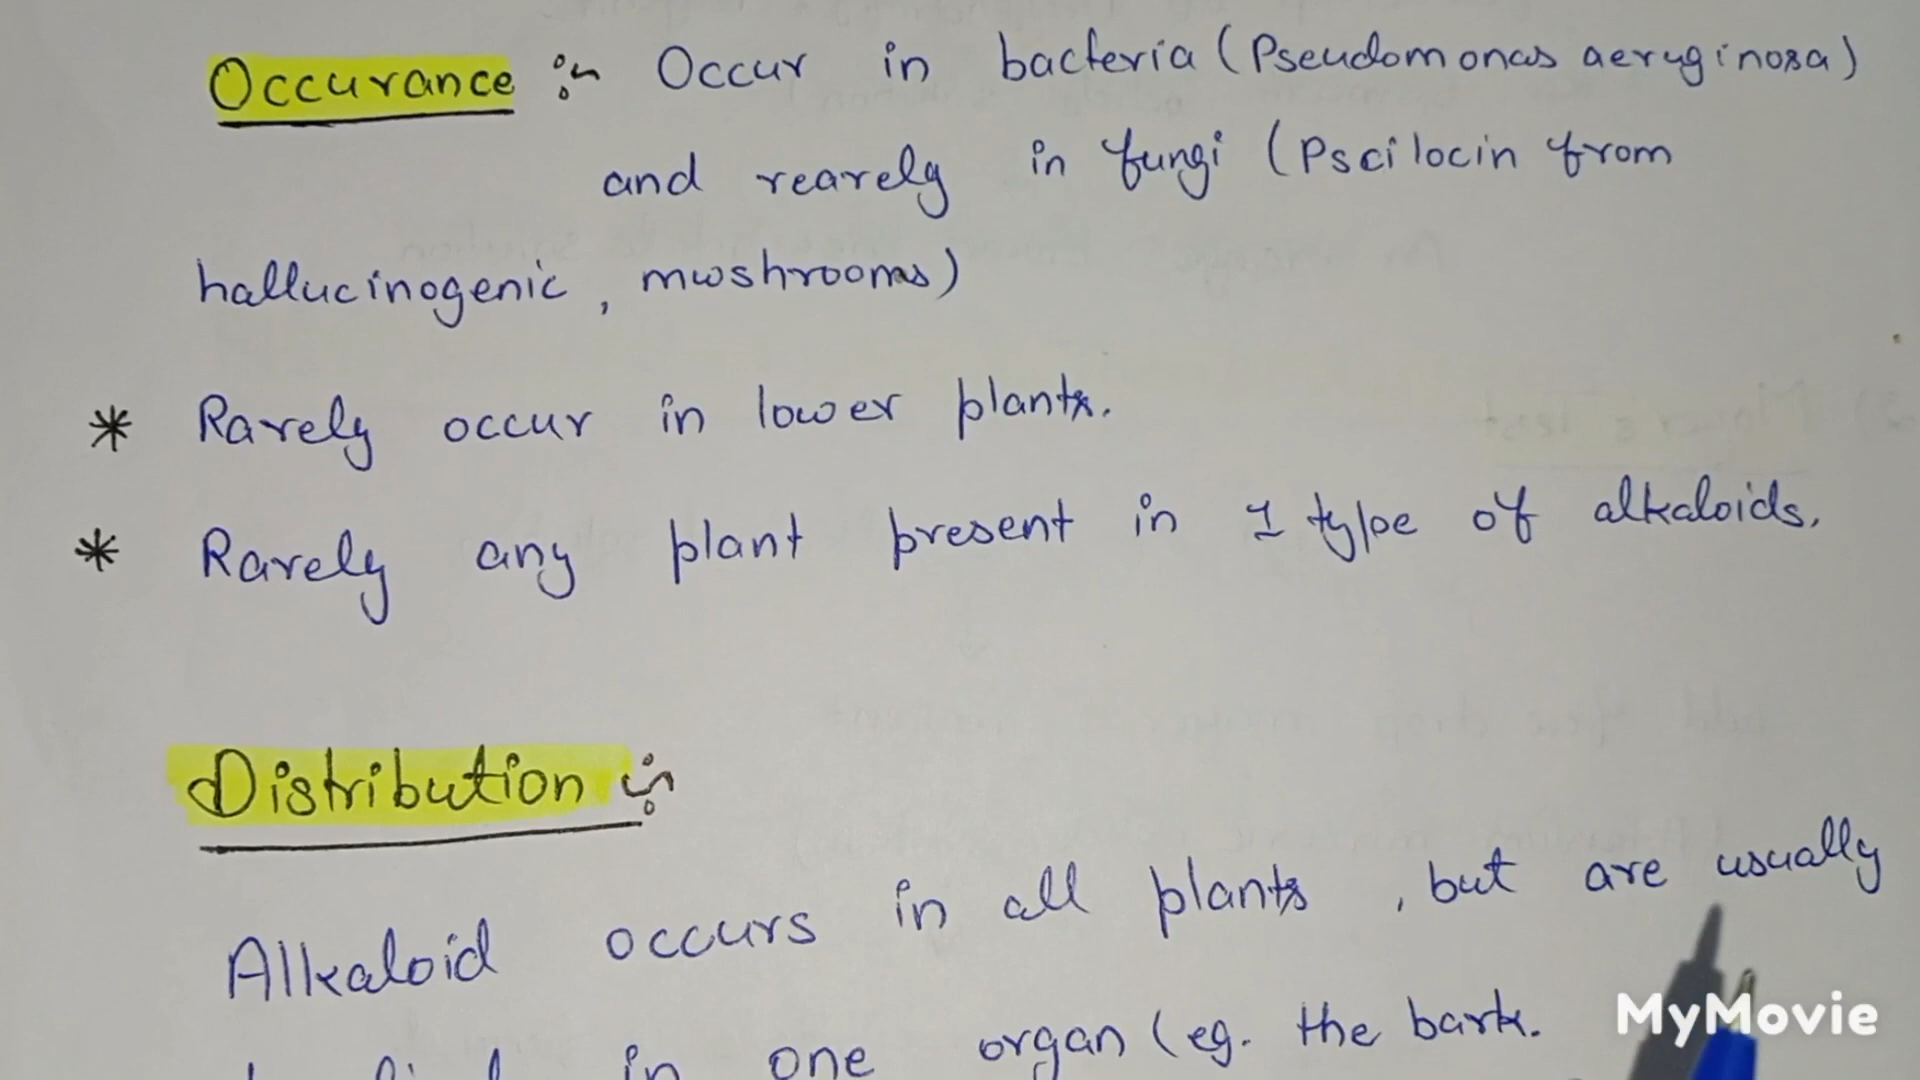 Occurance :~ Occur in bacteria (Pseudomonas aeruginosa)
and rearely in fungi (Pscilocin from
hallucinogenic, mushrooms)
* Rarely occur in lower plants.
* Rarely any plant present in 1 type of alkaloids.
Distribution :~
Alkaloid occurs in all plants, but are usually
in one organ (eg. the bark.
MyMovie